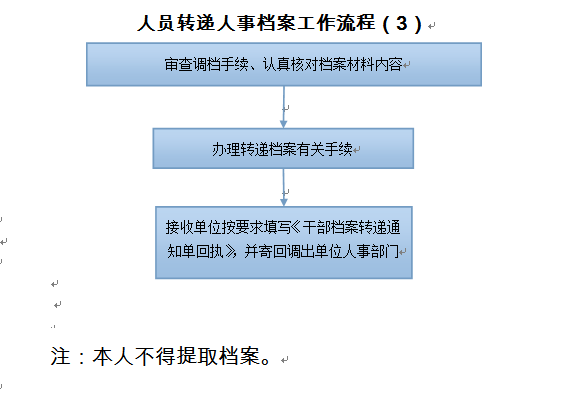 人员转递人事档案工作流程（3）
审查调档手续、认真核对档案材料内容
办理转递档案有关手续
接收单位按要求填写《干部档案转递通
知单回执》，并寄回调出单位人事部门
注：本人不得提取档案。